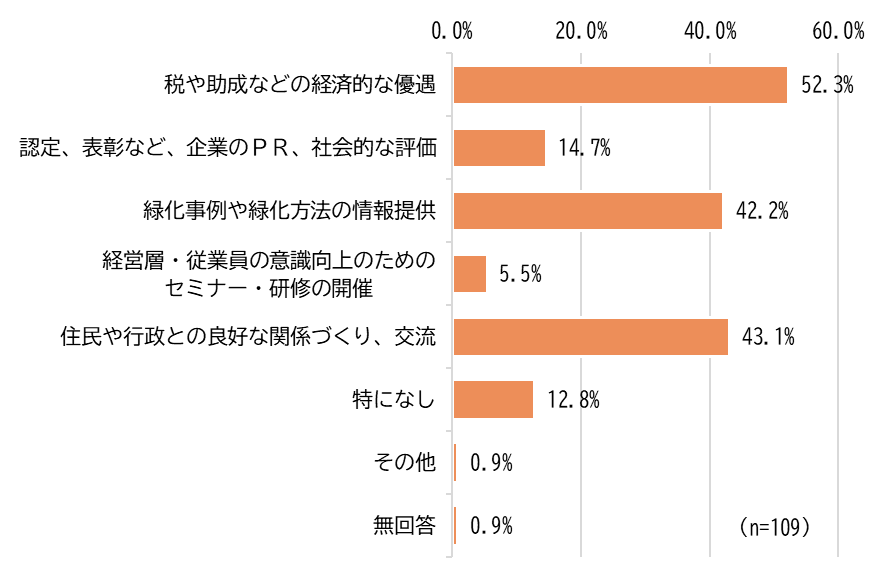 0.0% 20.0% 40.0% 60.0%
税や助成などの経済的な優遇 52.3%
認定、表彰など、企業のＰＲ、社会的な評価 14.7%
緑化事例や緑化方法の情報提供 42.2%
経営層・従業員の意識向上のための
セミナー・研修の開催 5.5%
住民や行政との良好な関係づくり、交流 43.1%
特になし 12.8%
その他 0.9%
無回答 0.9%
(n=109)